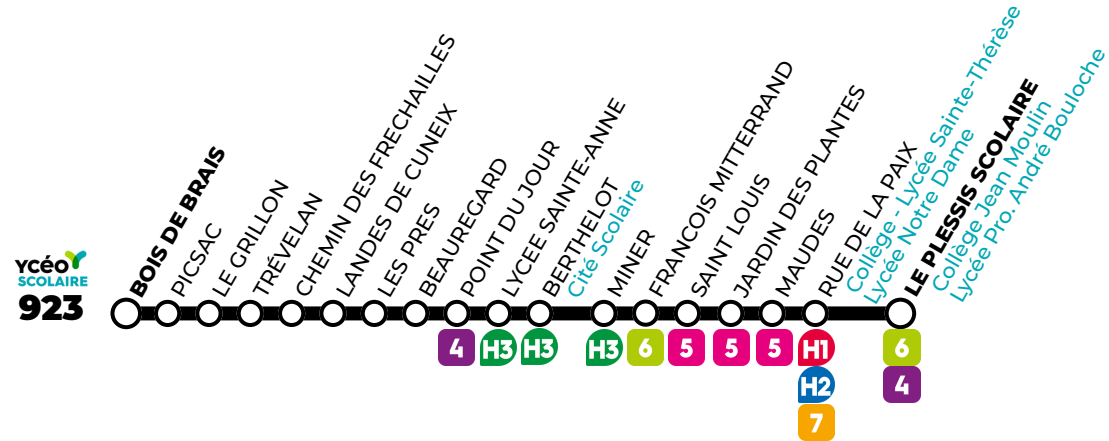 YCÉO
SCOLAIRE
923
BOIS DE BRAIS
PICSAC
LE GRILLON
TRÉVELAN
CHEMIN DES FRECHAILLES
LANDES DE CUNEIX
LES PRES
BEAUREGARD
POINT DU JOUR
LYCEE SAINTE-ANNE
BERTHELOT
Cité Scolaire
MINER
FRANCOIS MITTERRAND
SAINT LOUIS
JARDIN DES PLANTES
MAUDES
RUE DE LA PAIX
Collège - Lycée Sainte-Thérèse
Lycée Notre Dame
LE PLESSIS SCOLAIRE
Collège Jean Moulin
Lycée Pro. André Bouloche
4
H3
H3
H3
6
5
5
5
H1
H2
7
6
4